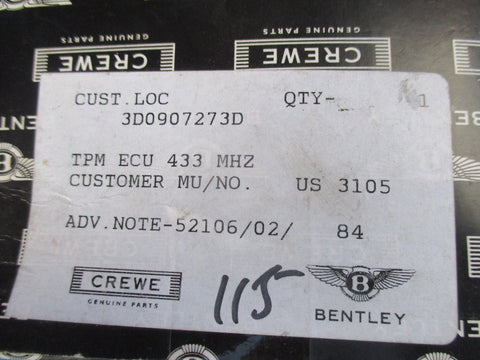 GENUINE PARTS
CREWE
GENUINE PARTS
CREWE
CUST.LOC QTY- 1
3D0907273D
TPM ECU 433 MHZ
CUSTOMER MU/NO. US 3105
ADV.NOTE-52106/02/ 84
CREWE
GENUINE PARTS
115
B
BENTLEY